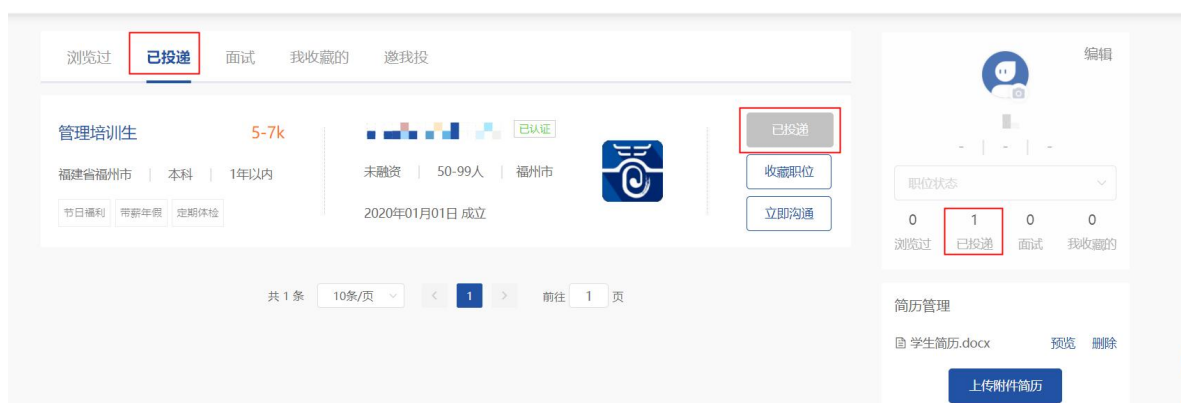 浏览过 已投递 面试 我收藏的 邀我投
管理培训生 5-7k
福建省福州市 本科 1年以内
节日福利 带薪年假 定期体检
已认证
未融资 50-99人 福州市
2020年01月01日 成立
已投递
收藏职位
立即沟通
共 1 条 10条/页 < 1 > 前往 1 页
编辑
- | - | -
职位状态
0 1 0 0
浏览过 已投递 面试 我收藏的
简历管理
学生简历.docx 预览 删除
上传附件简历